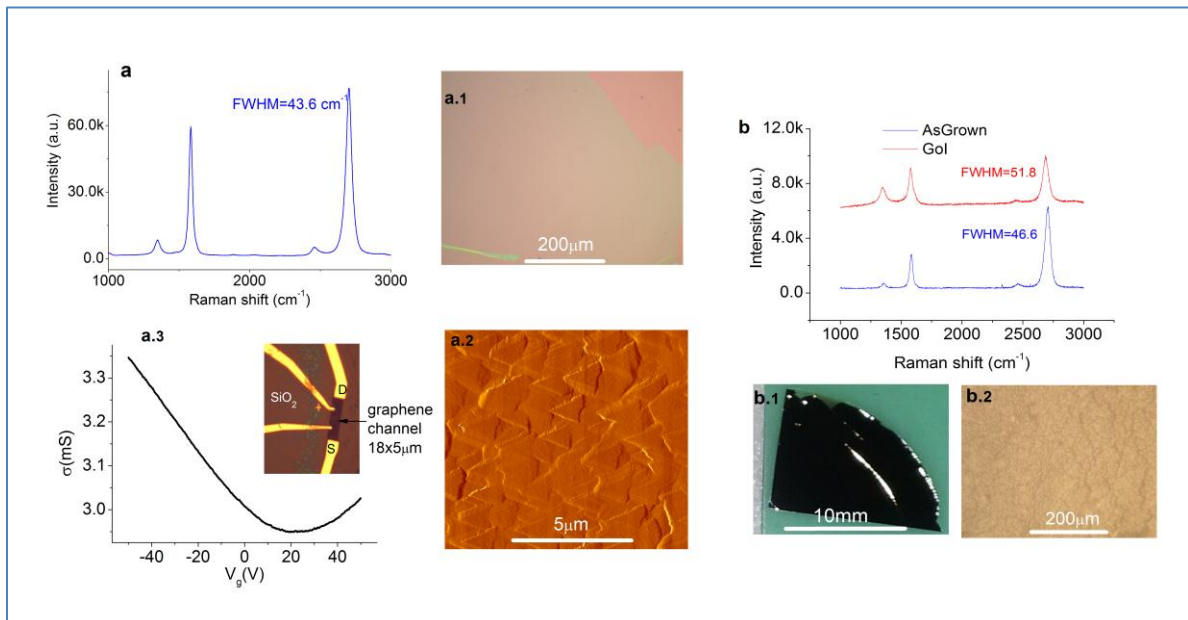 a
FWHM=43.6 cm⁻¹
60.0k
30.0k
0.0
1000
2000
3000
Intensity (a.u.)
Raman shift (cm⁻¹)
a.1
200μm
b
12.0k
8.0k
4.0k
0.0
AsGrown
GoI
FWHM=51.8
FWHM=46.6
1000
1500
2000
2500
3000
Intensity (a.u.)
Raman shift (cm⁻¹)
a.3
3.3
3.2
3.1
3.0
-40
-20
0
20
40
σ(mS)
V_g(V)
SiO₂
D
S
graphene
channel
18x5μm
a.2
5μm
b.1
10mm
b.2
200μm